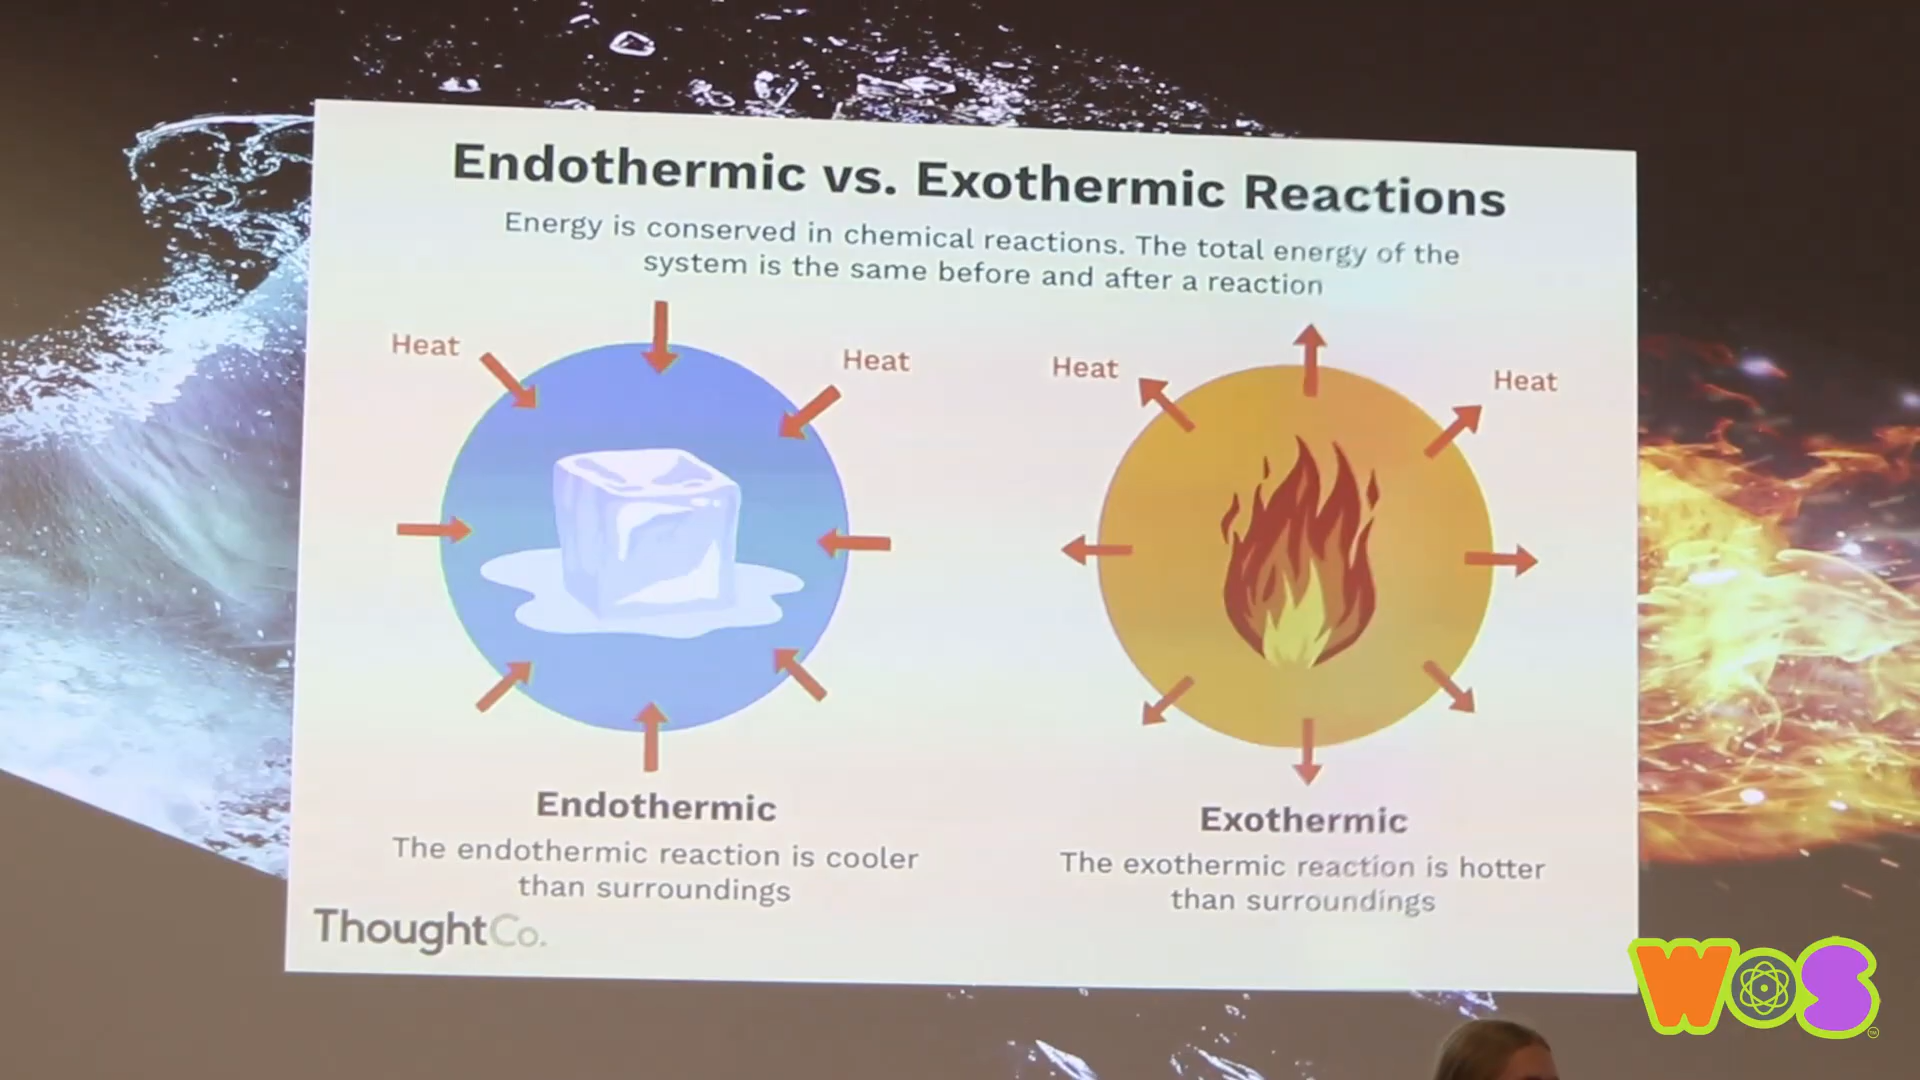 Endothermic vs. Exothermic Reactions
Energy is conserved in chemical reactions. The total energy of the
system is the same before and after a reaction
Heat
Heat
Heat
Heat
Endothermic
The endothermic reaction is cooler
than surroundings
Exothermic
The exothermic reaction is hotter
than surroundings
ThoughtCo.
WOS
TM